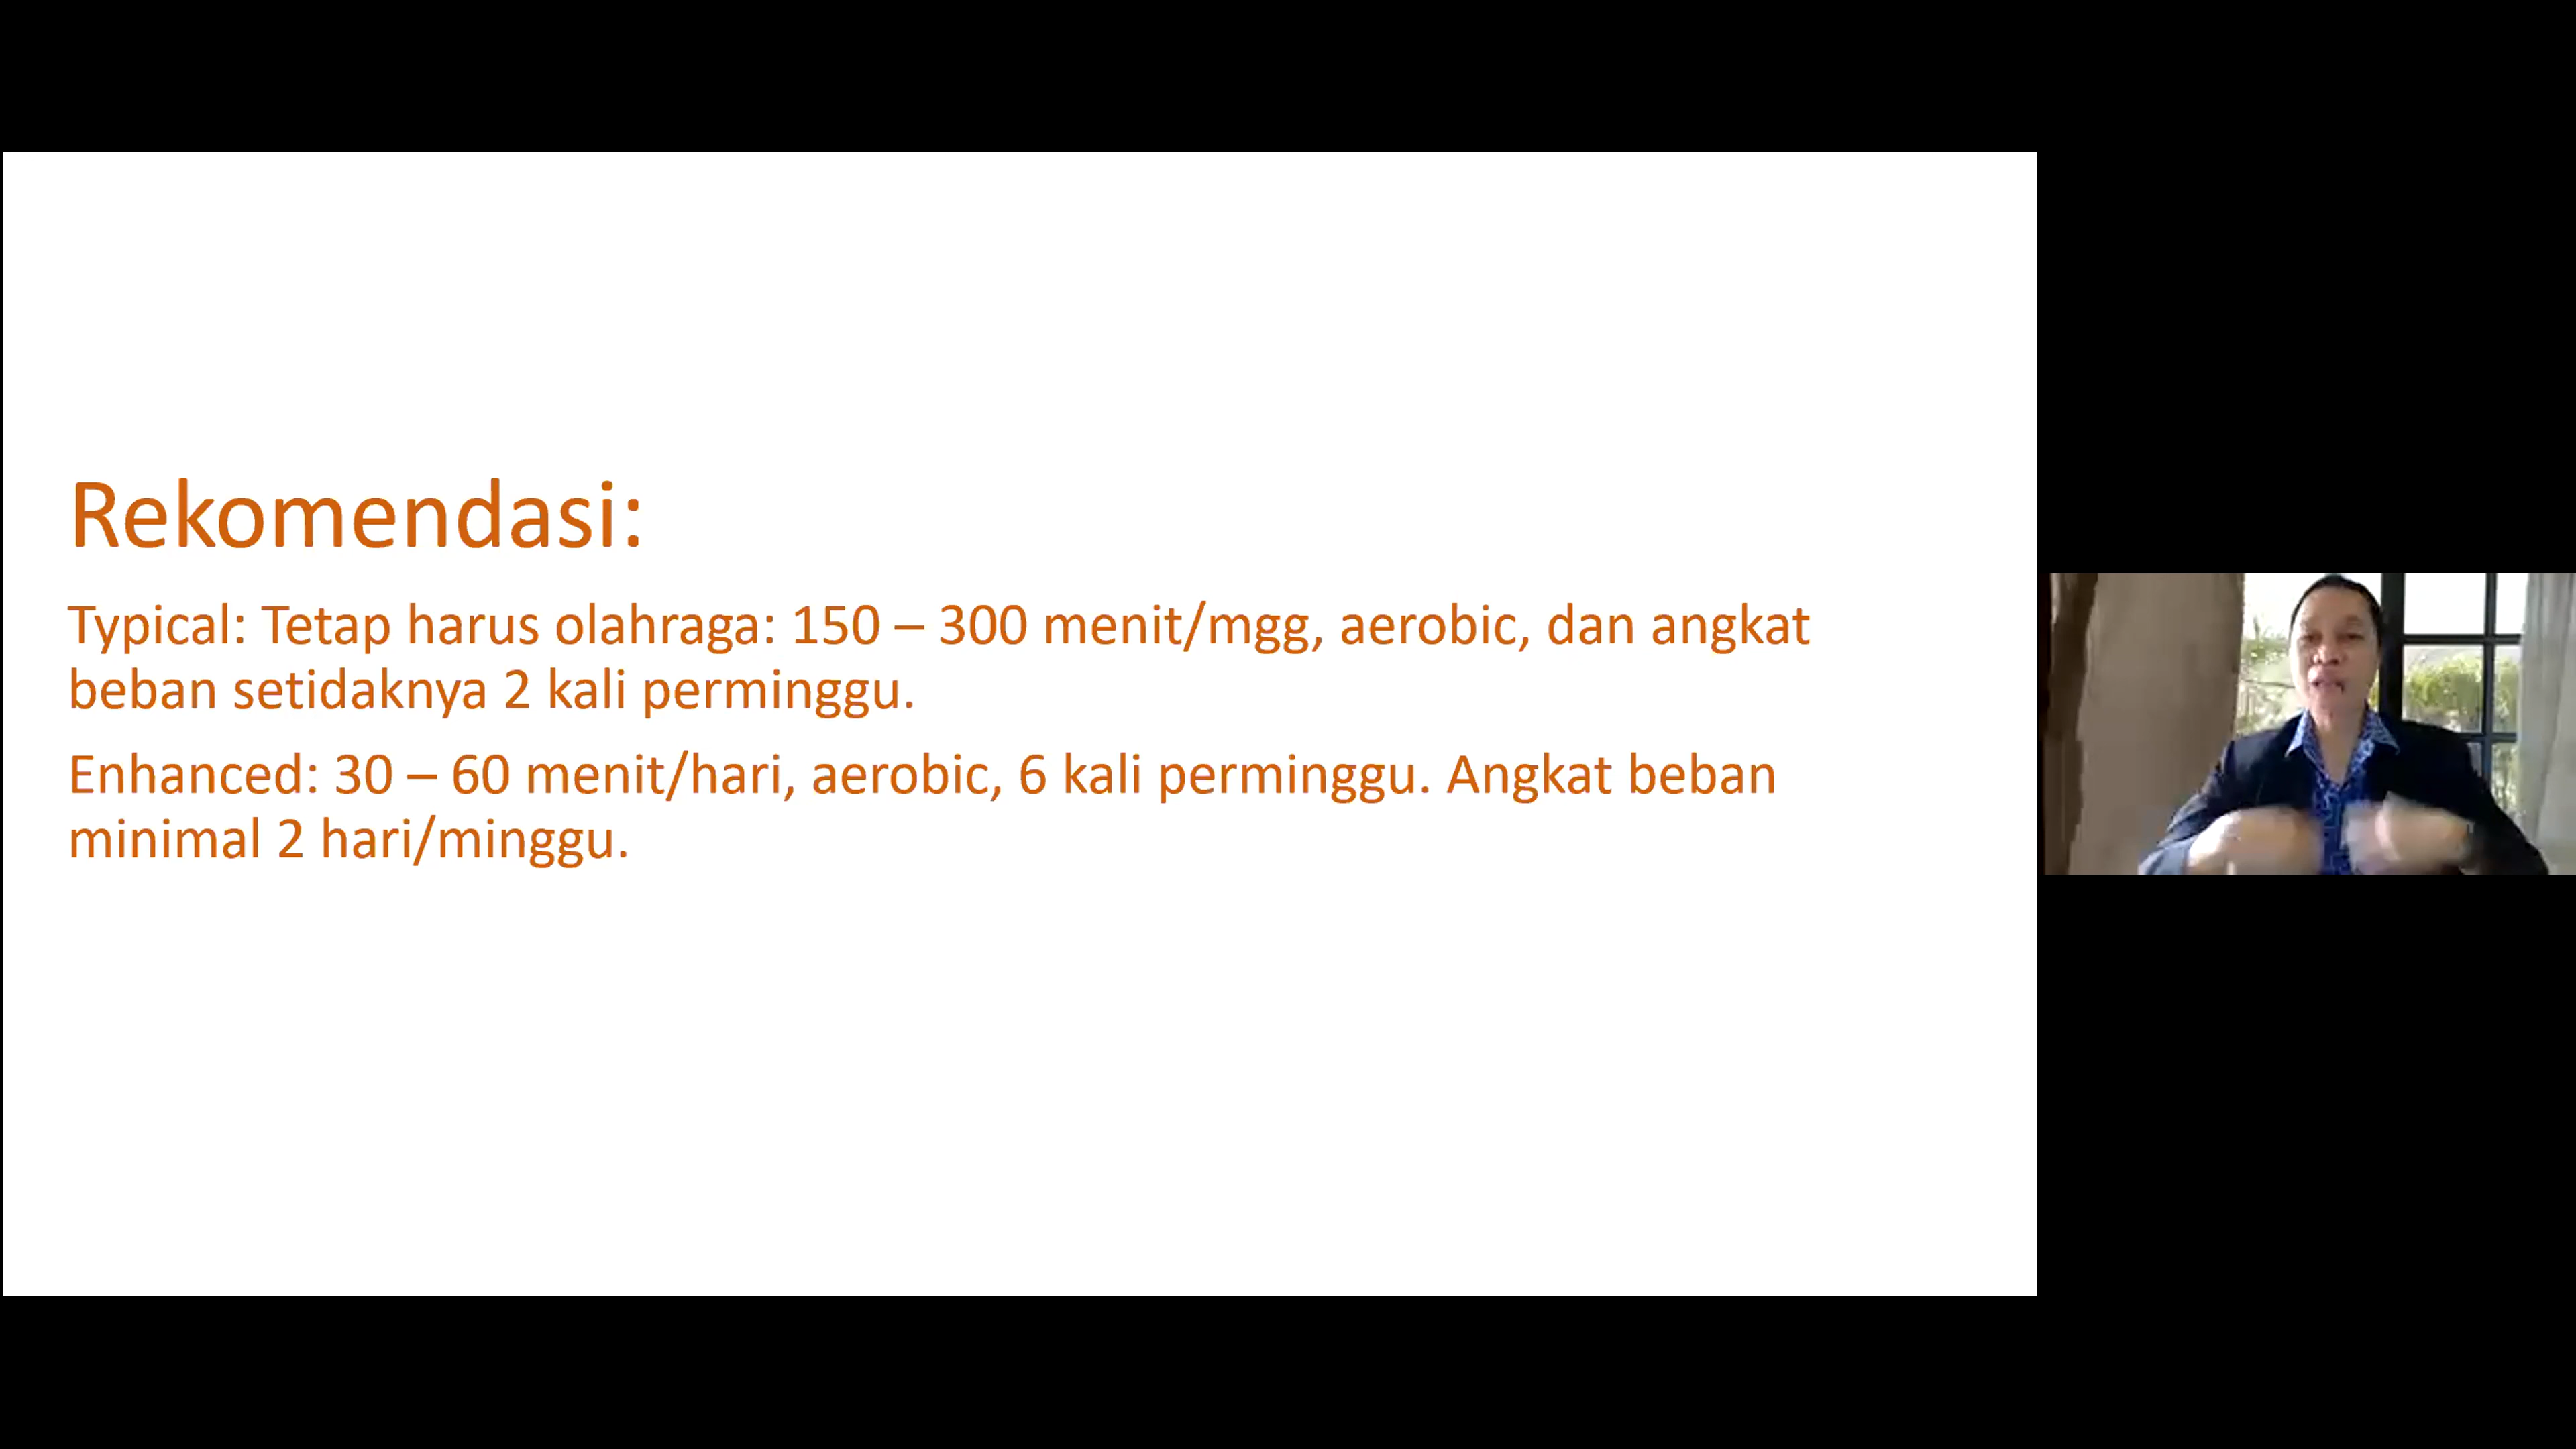 Rekomendasi:
Typical: Tetap harus olahraga: 150 – 300 menit/mgg, aerobic, dan angkat
beban setidaknya 2 kali perminggu.
Enhanced: 30 – 60 menit/hari, aerobic, 6 kali perminggu. Angkat beban
minimal 2 hari/minggu.